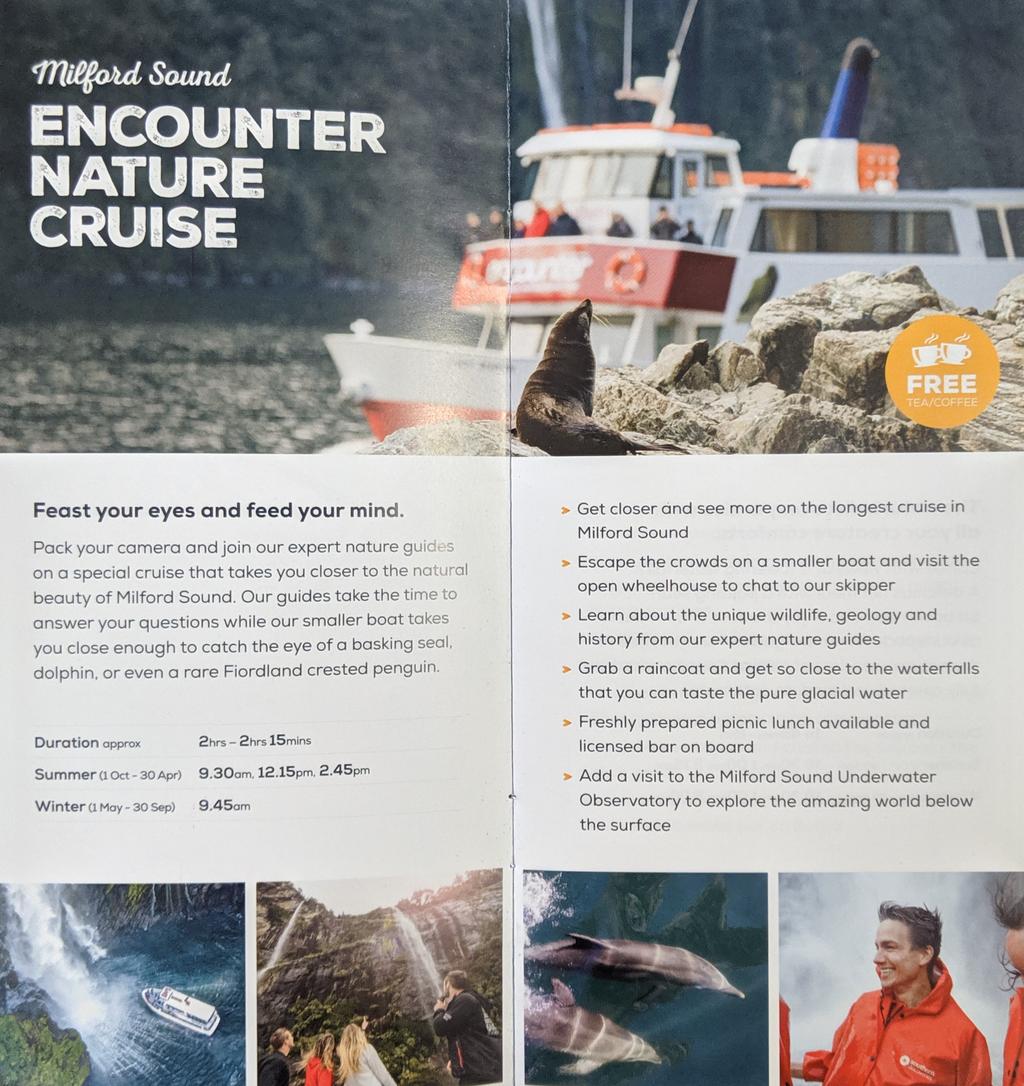 Milford Sound
ENCOUNTER
NATURE
CRUISE
encounter
FREE
TEA/COFFEE
Feast your eyes and feed your mind.
Pack your camera and join our expert nature guides
on a special cruise that takes you closer to the natural
beauty of Milford Sound. Our guides take the time to
answer your questions while our smaller boat takes
you close enough to catch the eye of a basking seal,
dolphin, or even a rare Fiordland crested penguin.
Duration approx 2hrs – 2hrs 15mins
Summer (1 Oct - 30 Apr) 9.30am, 12.15pm, 2.45pm
Winter (1 May - 30 Sep) 9.45am
> Get closer and see more on the longest cruise in
Milford Sound
> Escape the crowds on a smaller boat and visit the
open wheelhouse to chat to our skipper
> Learn about the unique wildlife, geology and
history from our expert nature guides
> Grab a raincoat and get so close to the waterfalls
that you can taste the pure glacial water
> Freshly prepared picnic lunch available and
licensed bar on board
> Add a visit to the Milford Sound Underwater
Observatory to explore the amazing world below
the surface
southern